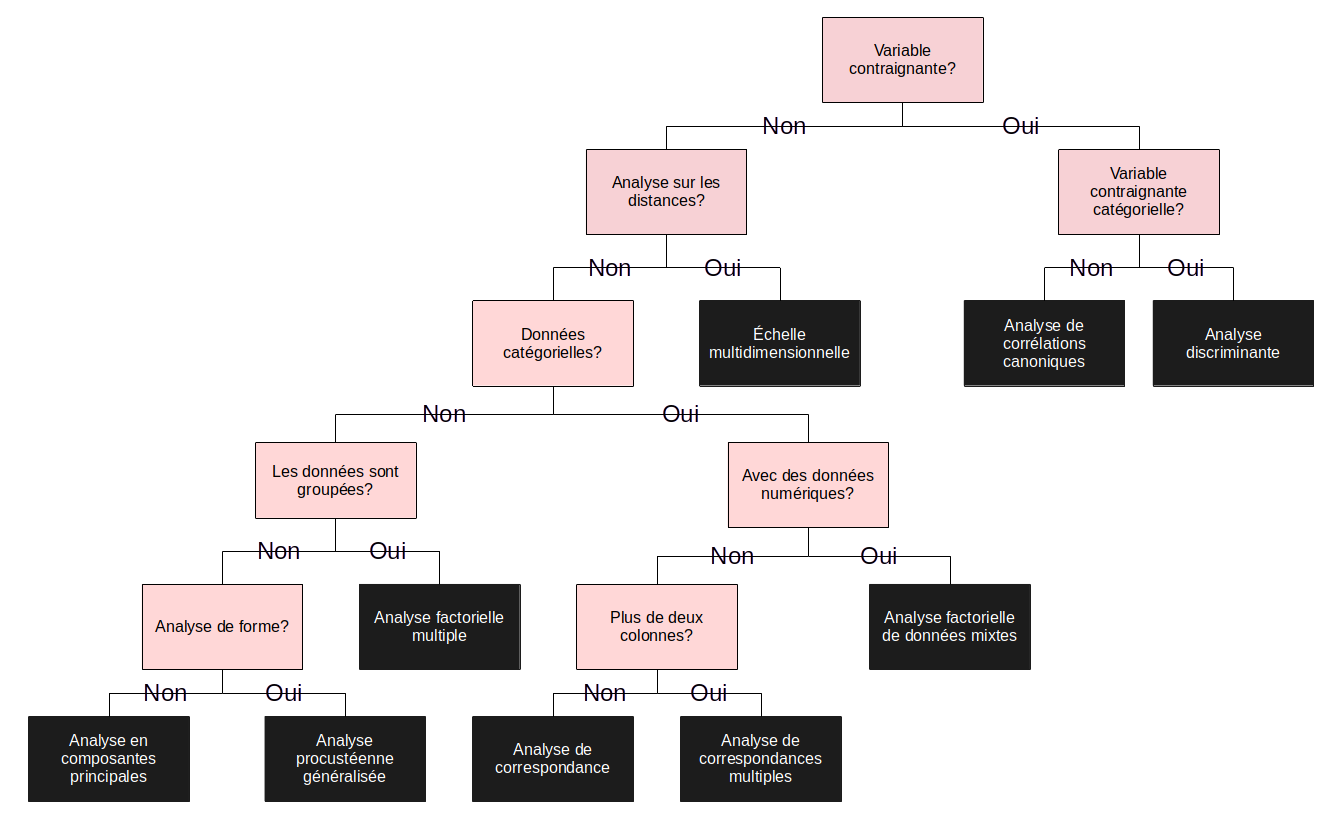 Variable
contraignante?
Non
Oui
Analyse sur les
distances?
Variable
contraignante
catégorielle?
Non
Oui
Non
Oui
Données
catégorielles?
Échelle
multidimensionnelle
Analyse de
corrélations
canoniques
Analyse
discriminante
Non
Oui
Les données sont
groupées?
Avec des données
numériques?
Non
Oui
Non
Oui
Analyse de forme?
Analyse factorielle
multiple
Plus de deux
colonnes?
Analyse factorielle
de données mixtes
Non
Oui
Non
Oui
Analyse en
composantes
principales
Analyse
procustéenne
généralisée
Analyse de
correspondance
Analyse de
correspondances
multiples